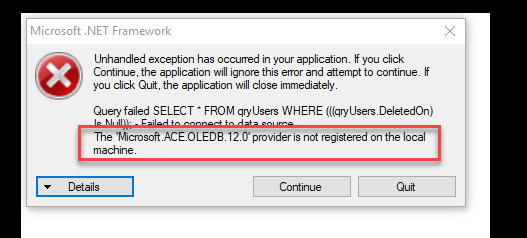 Microsoft .NET Framework
Unhandled exception has occurred in your application. If you click
Continue, the application will ignore this error and attempt to continue. If
you click Quit, the application will close immediately.
Query failed SELECT * FROM qryUsers WHERE (((qryUsers.DeletedOn)
Is Null)); - Failed to connect to data source
The 'Microsoft.ACE.OLEDB.12.0' provider is not registered on the local
machine.
Details
Continue
Quit